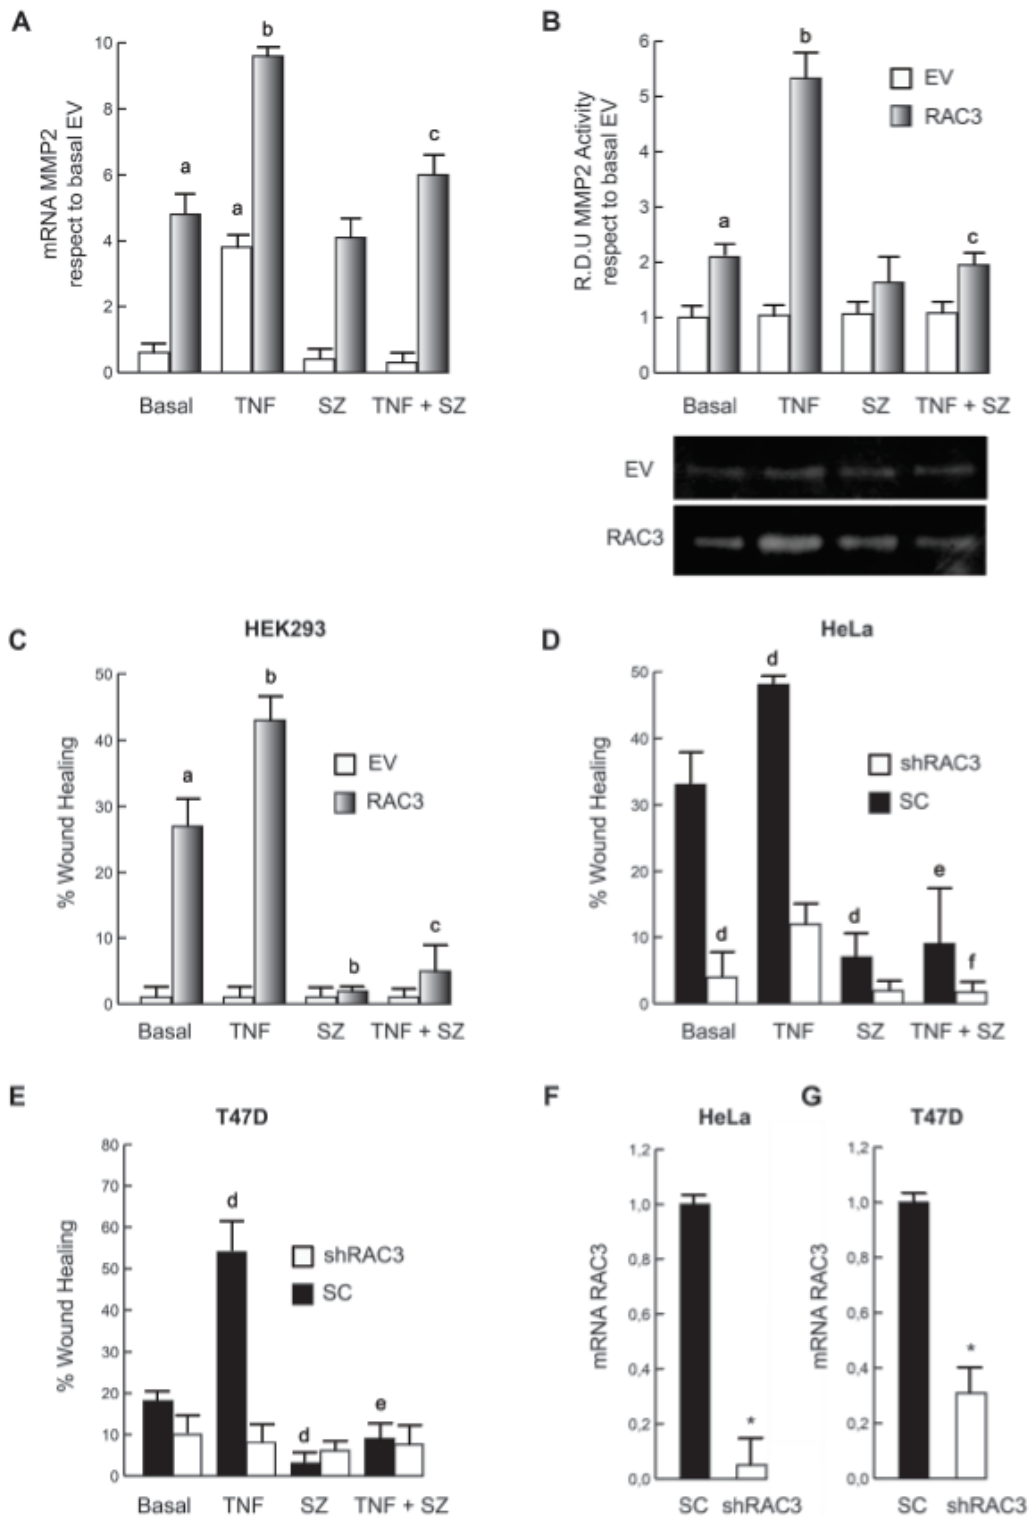 A
mRNA MMP2
respect to basal EV
10
8
6
4
2
0
a
a
b
c
Basal TNF SZ TNF + SZ
B
R.D.U MMP2 Activity
respect to basal EV
6
5
4
3
2
1
0
a
b
c
EV
RAC3
Basal TNF SZ TNF + SZ
EV
RAC3
C
HEK293
% Wound Healing
50
40
30
20
10
0
a
b
b
c
EV
RAC3
Basal TNF SZ TNF + SZ
D
HeLa
% Wound Healing
50
40
30
20
10
0
d
d
d
e
f
shRAC3
SC
Basal TNF SZ TNF + SZ
E
T47D
% Wound Healing
80
70
60
50
40
30
20
10
0
d
d
e
shRAC3
SC
Basal TNF SZ TNF + SZ
F
HeLa
mRNA RAC3
1,2
1,0
0,8
0,6
0,4
0,2
0,0
*
SC shRAC3
G
T47D
mRNA RAC3
1,2
1,0
0,8
0,6
0,4
0,2
0,0
*
SC shRAC3